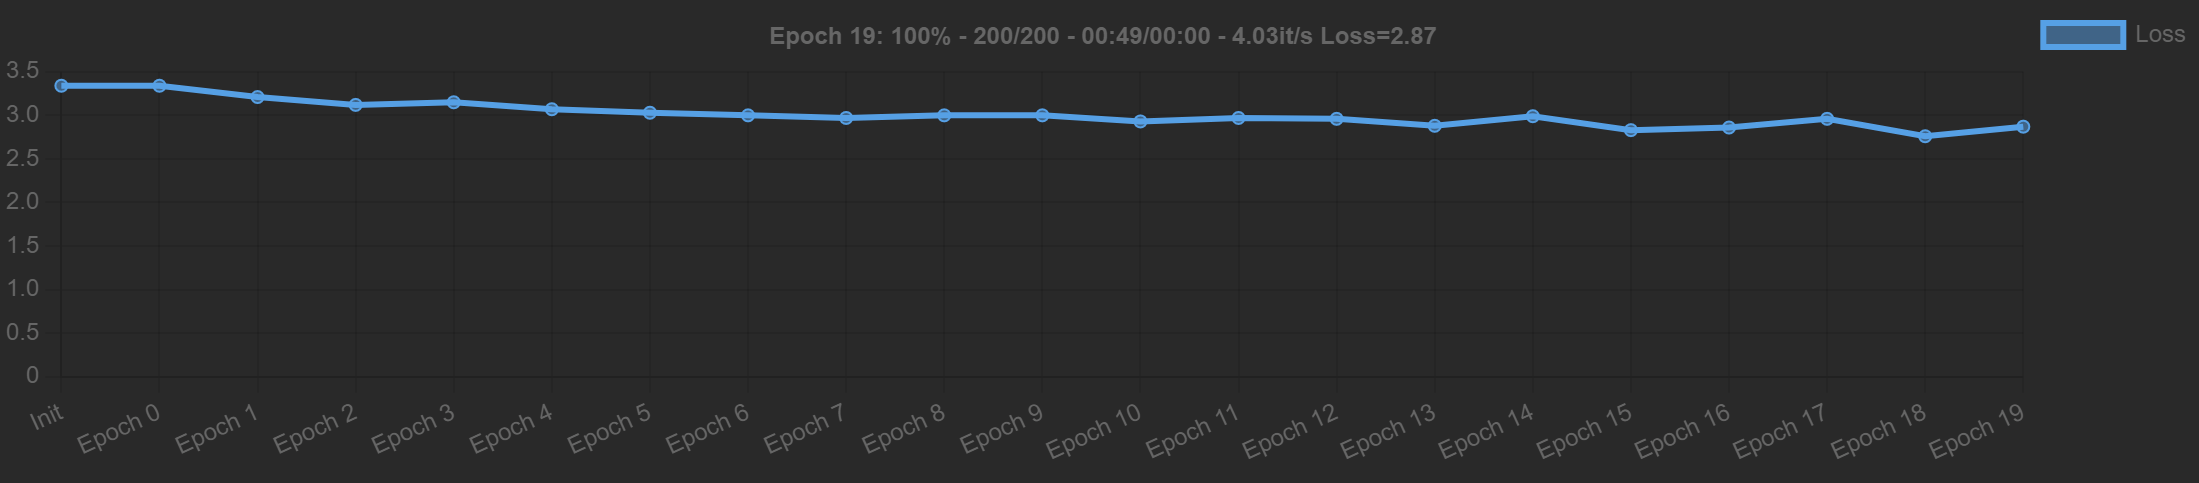 Epoch 19: 100% - 200/200 - 00:49/00:00 - 4.03it/s Loss=2.87
Loss
3.5
3.0
2.5
2.0
1.5
1.0
0.5
0
Init
Epoch 0
Epoch 1
Epoch 2
Epoch 3
Epoch 4
Epoch 5
Epoch 6
Epoch 7
Epoch 8
Epoch 9
Epoch 10
Epoch 11
Epoch 12
Epoch 13
Epoch 14
Epoch 15
Epoch 16
Epoch 17
Epoch 18
Epoch 19